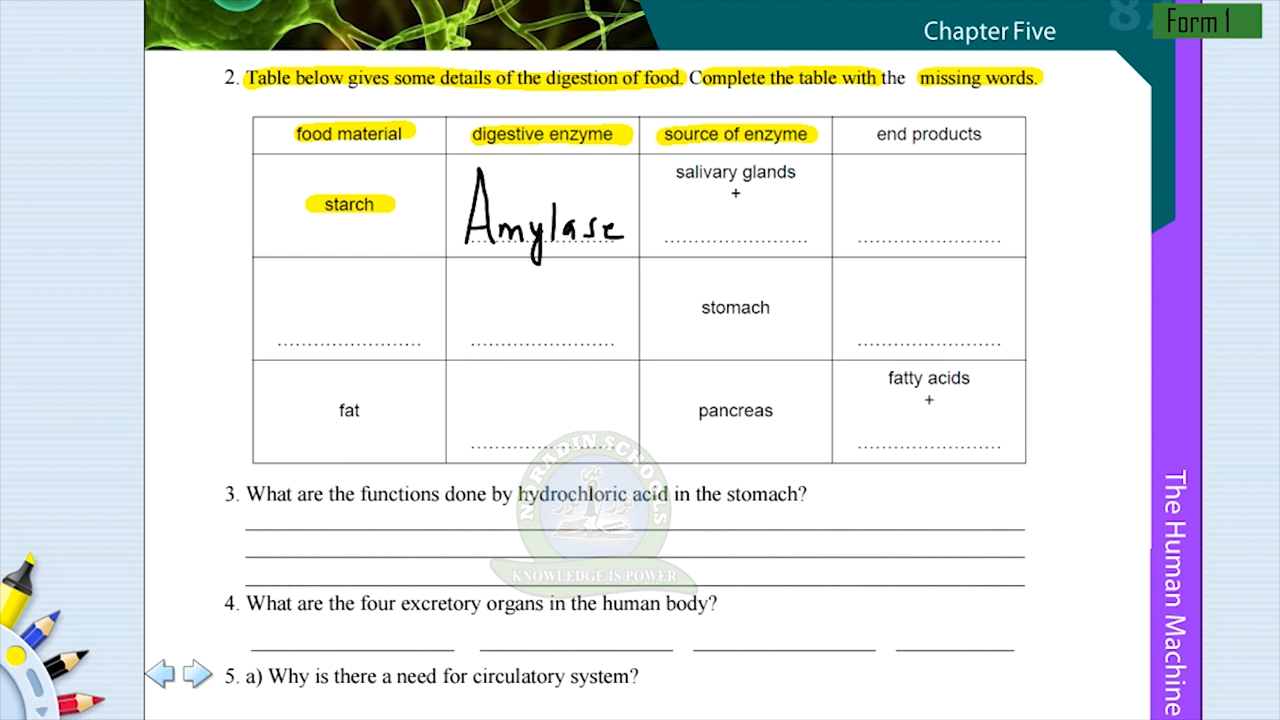 Form 1
Chapter Five
2. Table below gives some details of the digestion of food. Complete the table with the missing words.
food material digestive enzyme source of enzyme end products
starch Amylase salivary glands + ........................ ........................
........................ ........................ stomach ........................
fat ........................ pancreas fatty acids + ........................
3. What are the functions done by hydrochloric acid in the stomach?
NORADIN SCHOOLS
KNOWLEDGE IS POWER
4. What are the four excretory organs in the human body?
5. a) Why is there a need for circulatory system?
The Human Machine